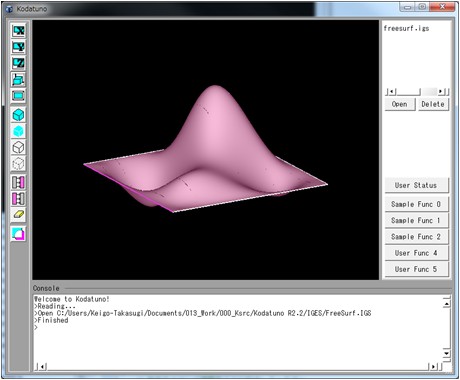 Kodatuno
freesurf.igs
Open Delete
User Status
Sample Func 0
Sample Func 1
Sample Func 2
User Func 4
User Func 5
Console
Welcome to Kodatuno!
>Reading...
>Open C:/Users/Keigo-Takasugi/Documents/013_Work/000_Ksrc/Kodatuno R2.2/IGES/FreeSurf.IGS
>Finished
>